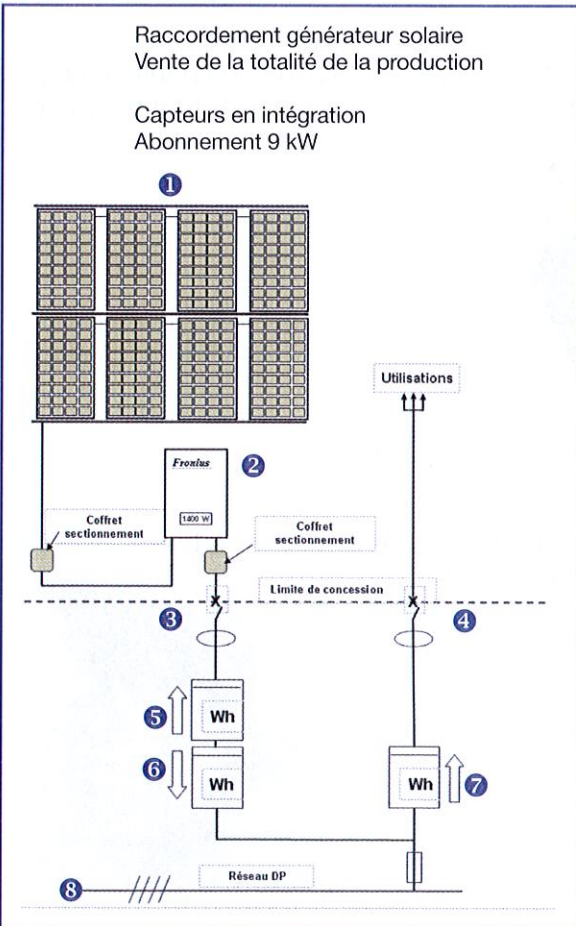 Raccordement générateur solaire
Vente de la totalité de la production
Capteurs en intégration
Abonnement 9 kW
1
Utilisations
Fronius
2
1400 W
Coffret
sectionnement
Coffret
sectionnement
Limite de concession
X
X
3
4
5
Wh
6
Wh
Wh
7
Réseau DP
8